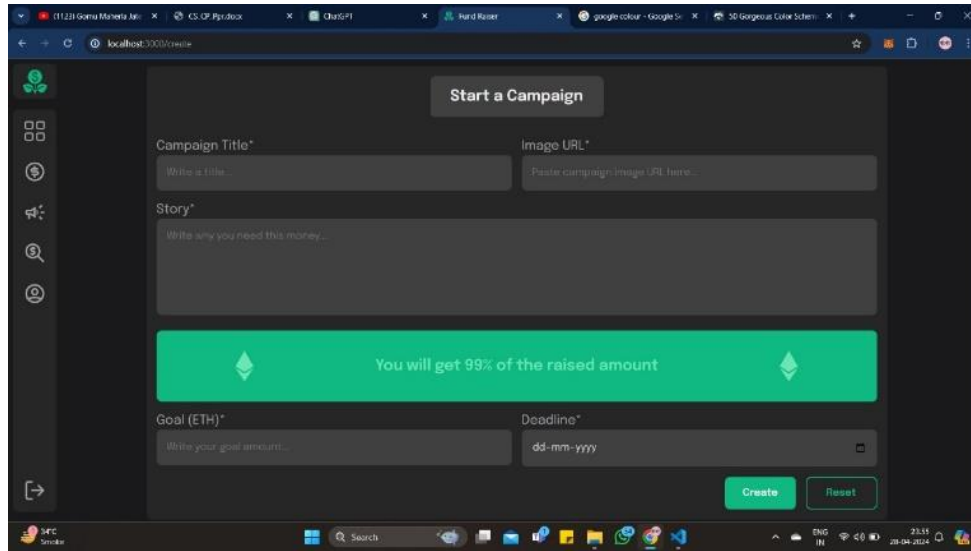 (1123) Gomu Maheria
CS.CP.Ppr.docx
ChatGPT
Fund Raiser
google colour - Google Se
50 Gorgeous Color Schem
localhost:3000/create
Start a Campaign
Campaign Title*
Image URL*
Write a title...
Paste campaign image URL here...
Story*
Write why you need this money...
You will get 99% of the raised amount
Goal (ETH)*
Deadline*
Write your goal amount...
dd-mm-yyyy
Create
Reset
34°C
Smoke
Search
ENG
IN
23:55
28-04-2024